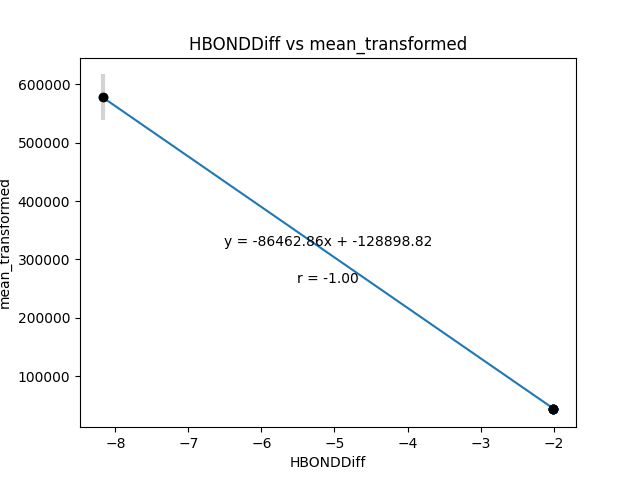 HBONDDiff vs mean_transformed
600000
500000
400000
300000
200000
100000
mean_transformed
y = -86462.86x + -128898.82
r = -1.00
−8 −7 −6 −5 −4 −3 −2
HBONDDiff